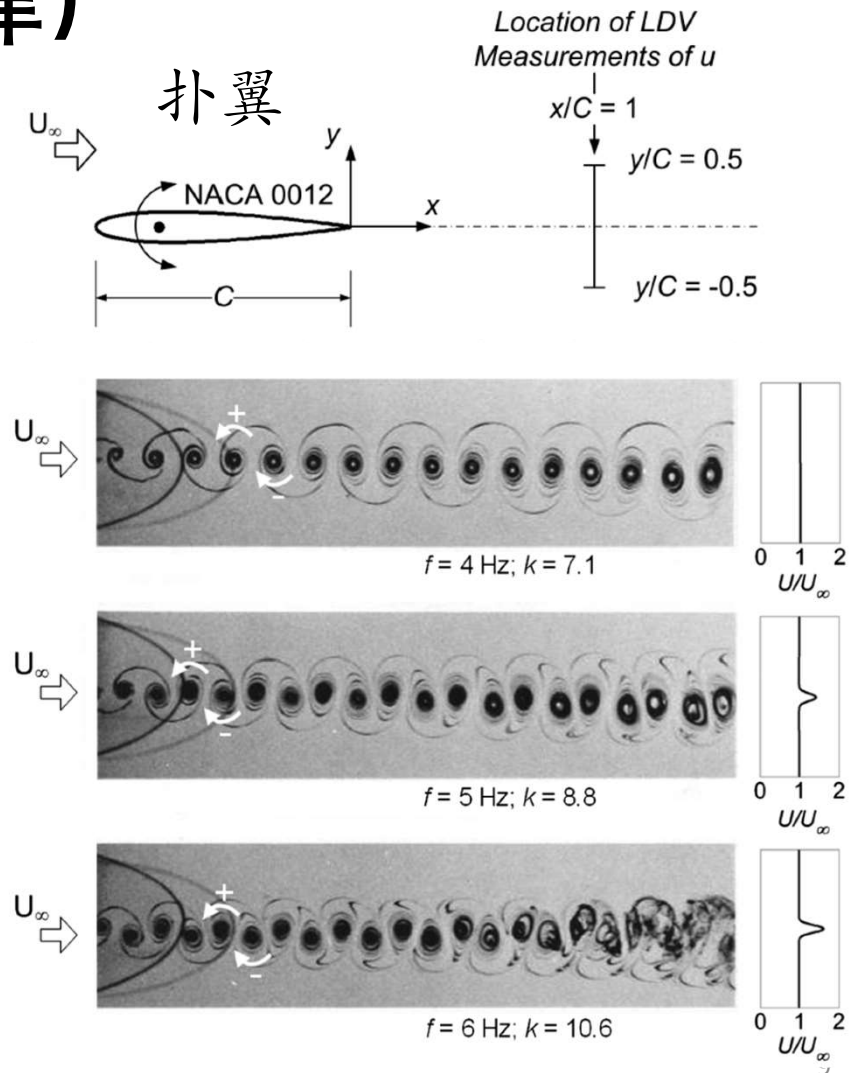 Location of LDV
Measurements of u
扑翼
x/C = 1
U∞
y
y/C = 0.5
NACA 0012
x
C
y/C = -0.5
U∞
+
-
f = 4 Hz; k = 7.1
0 1 2
U/U∞
U∞
+
-
f = 5 Hz; k = 8.8
0 1 2
U/U∞
U∞
+
-
f = 6 Hz; k = 10.6
0 1 2
U/U∞